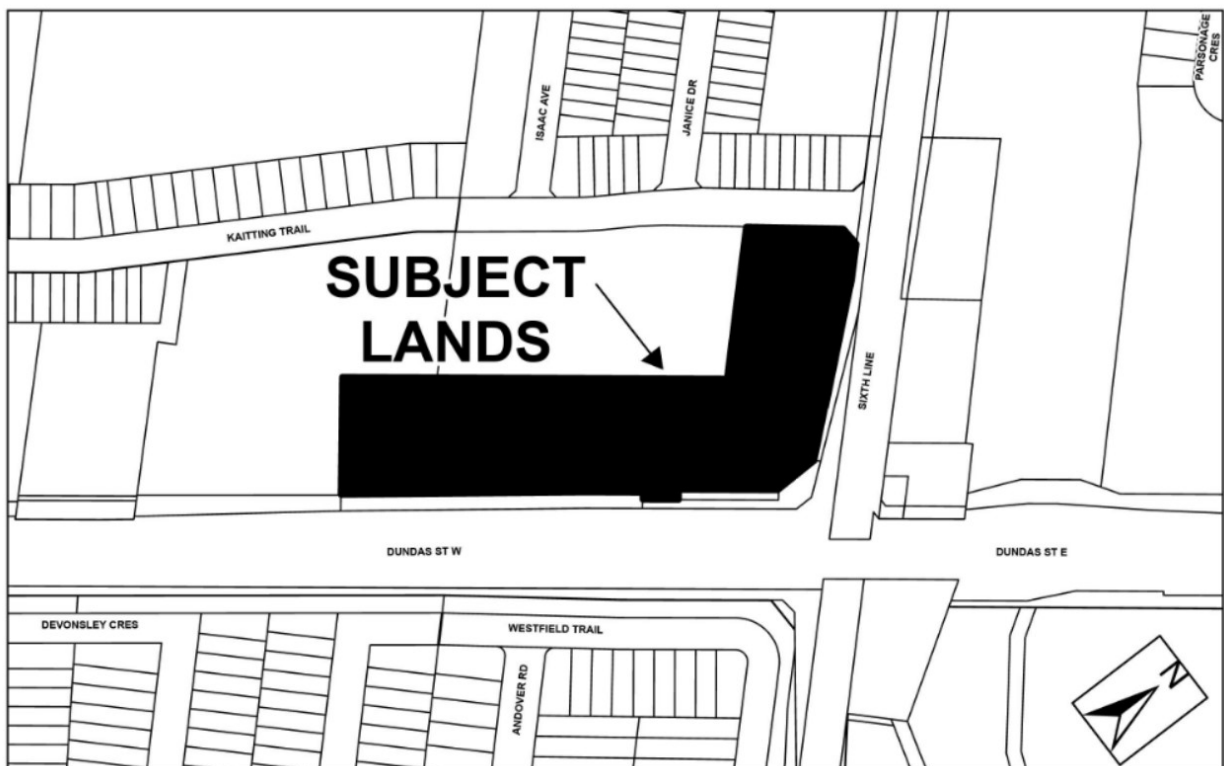 PARSONAGE
CRES
ISAAC AVE
JANICE DR
KAITTING TRAIL
SUBJECT
LANDS
SIXTH LINE
DUNDAS ST W
DUNDAS ST E
DEVONSLEY CRES
WESTFIELD TRAIL
ANDOVER RD
N